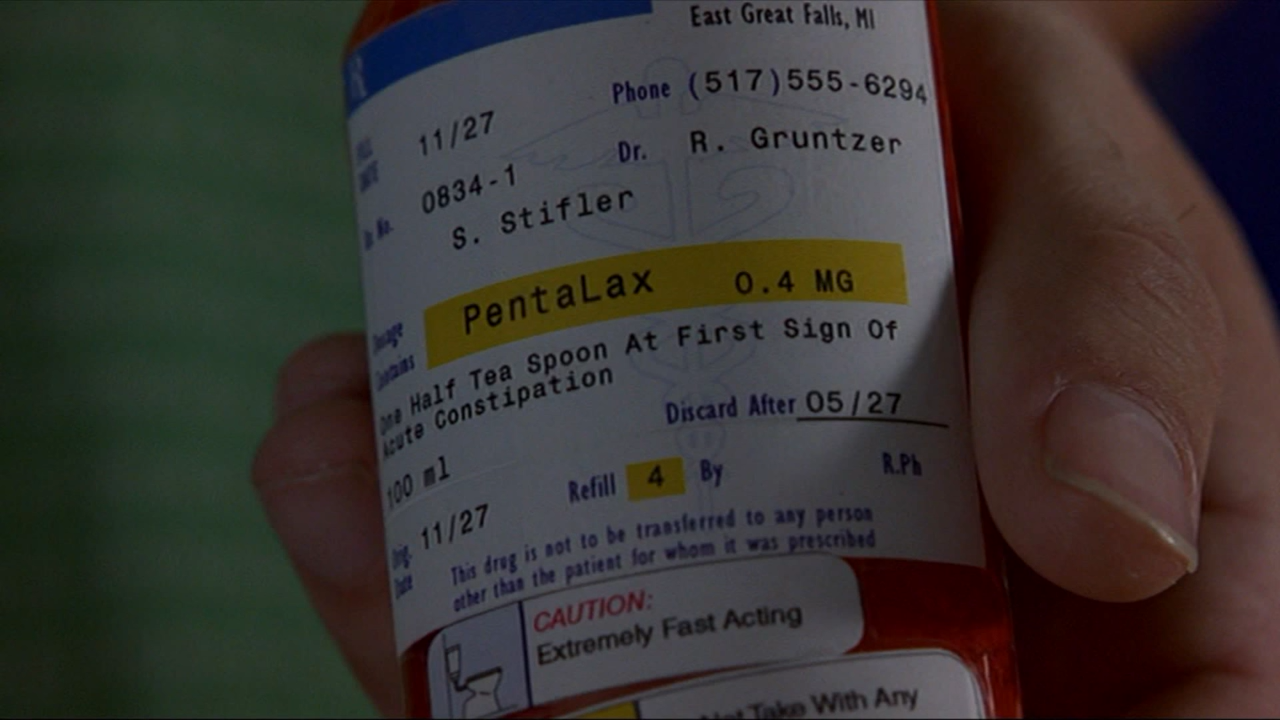 East Great Falls, MI
Phone (517)555-6294
11/27
Dr. R. Gruntzer
0834-1
S. Stifler
PentaLax 0.4 MG
One Half Tea Spoon At First Sign Of
Acute Constipation
Discard After 05/27
100 ml
Refill 4 By R.Ph
Orig. Date 11/27
This drug is not to be transferred to any person
other than the patient for whom it was prescribed
CAUTION:
Extremely Fast Acting
Not Take With Any